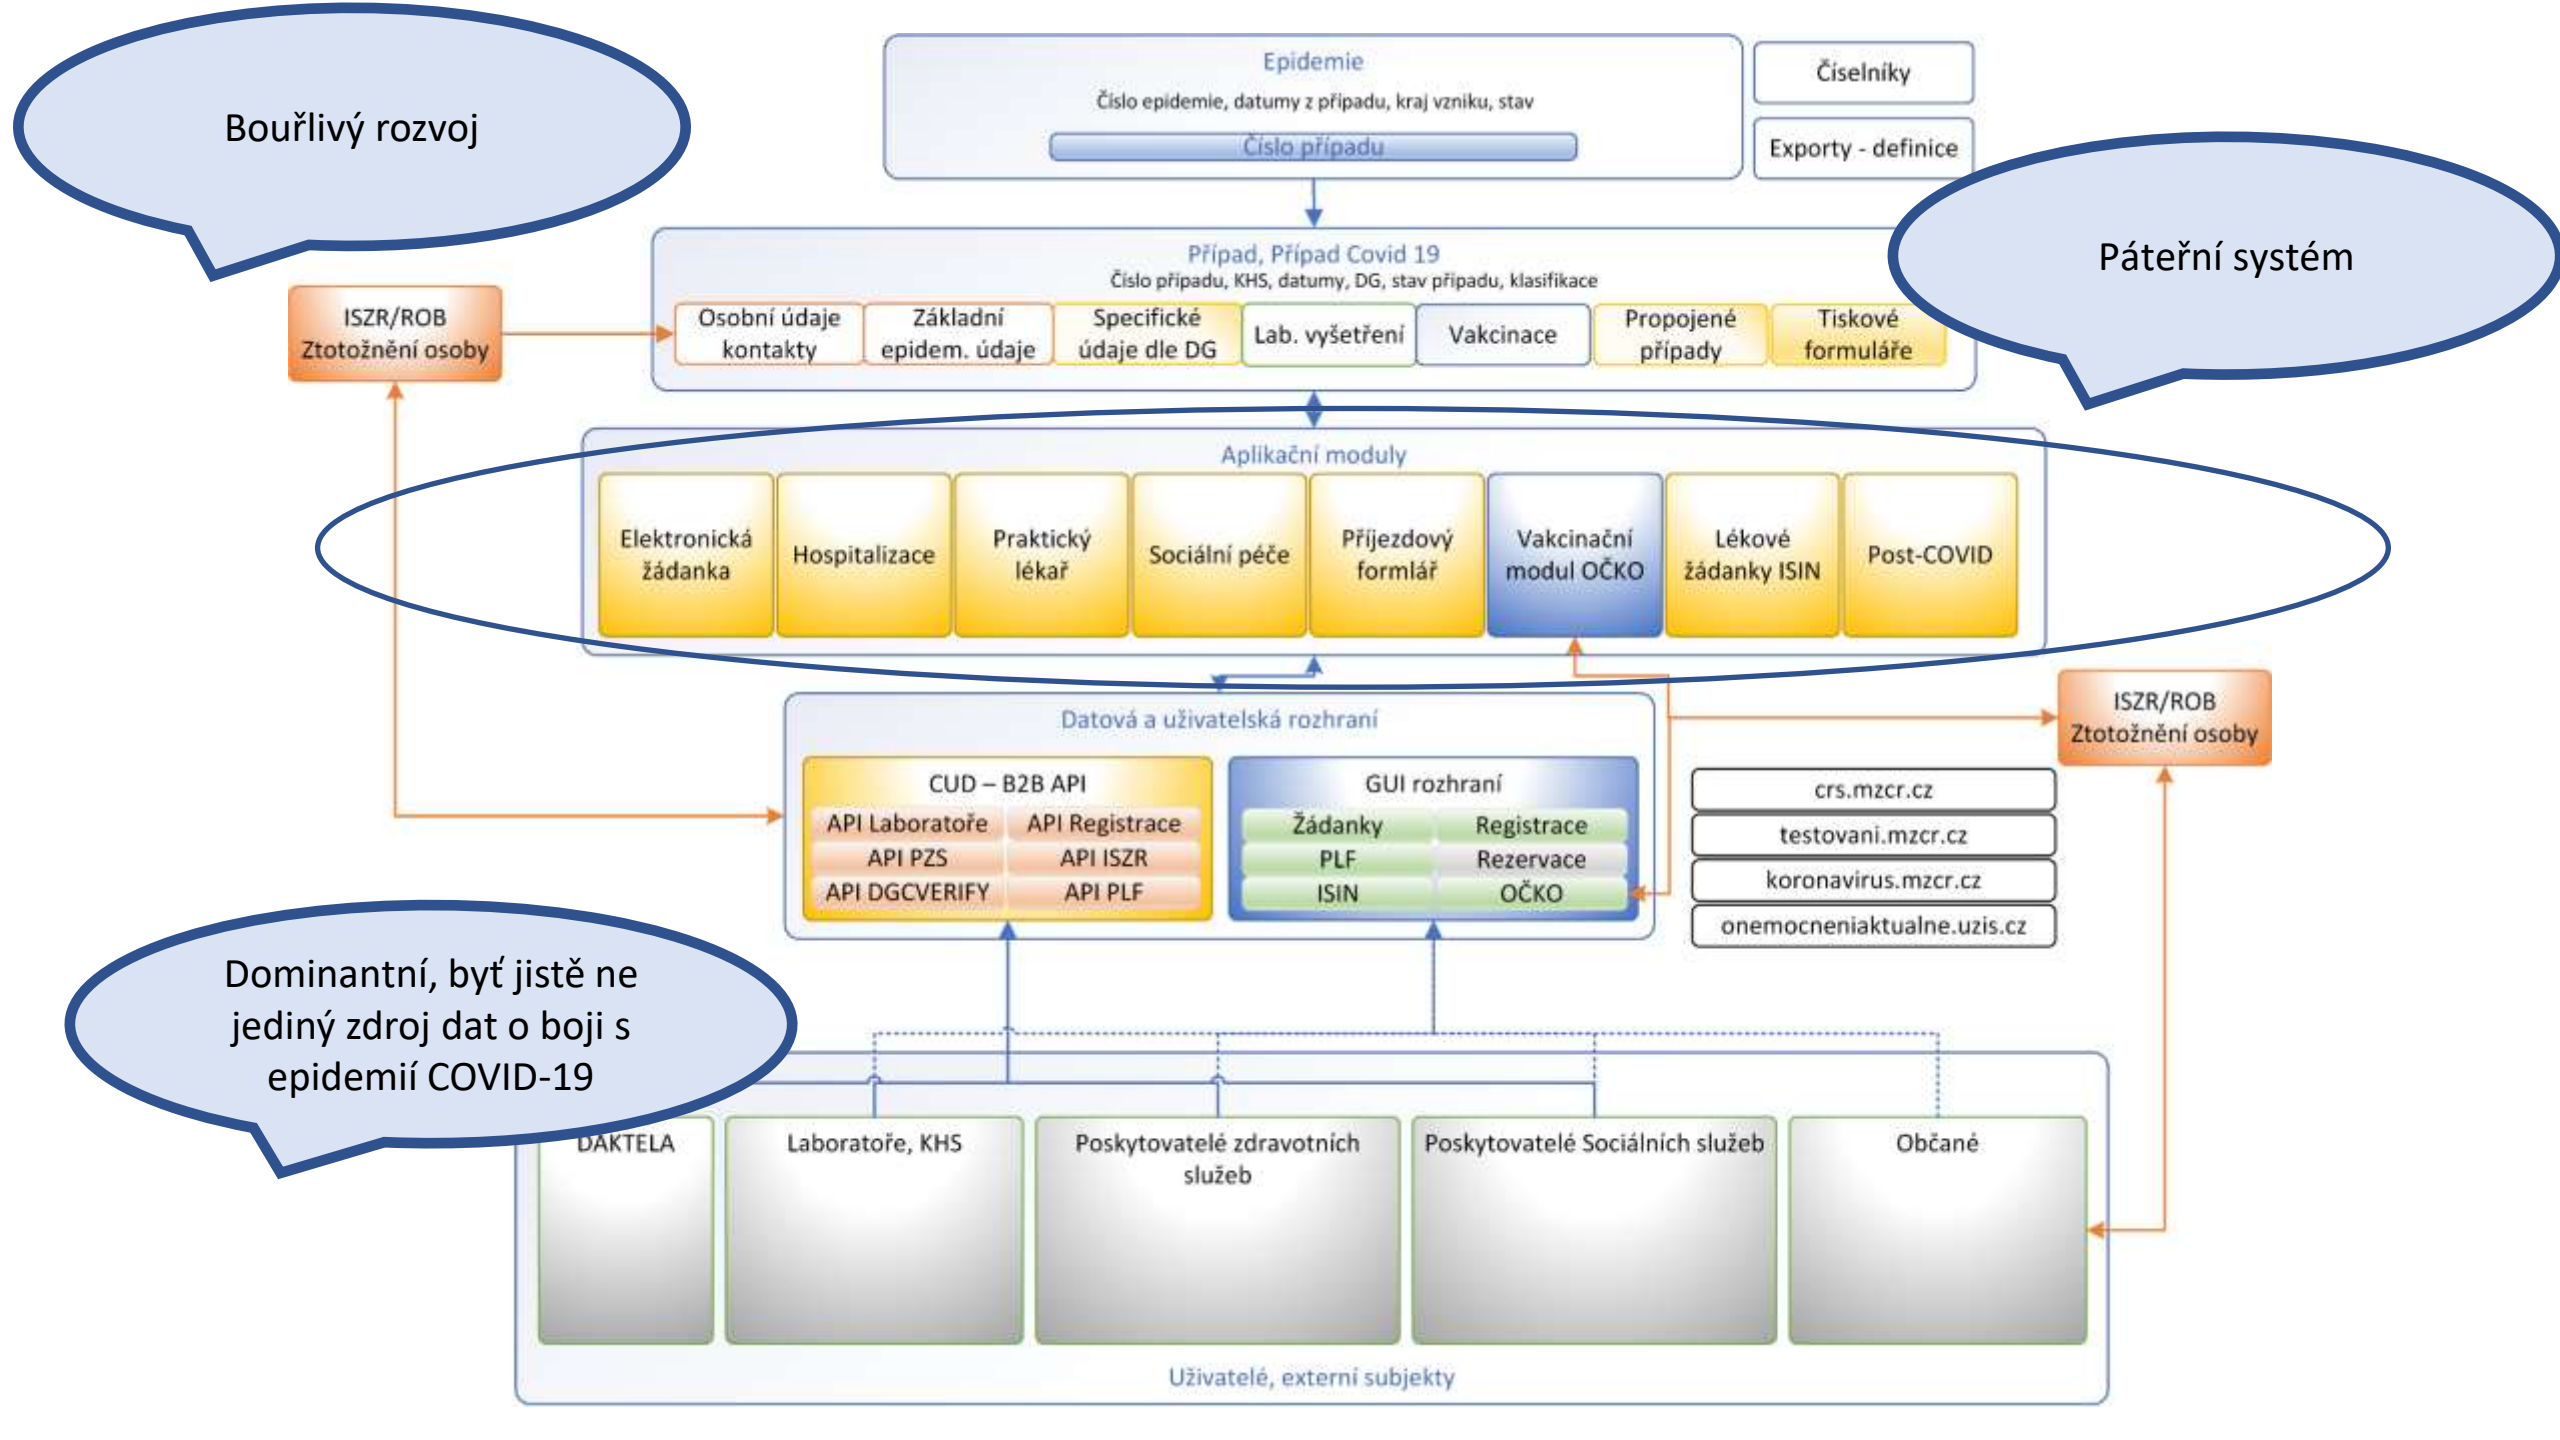 Bouřlivý rozvoj
Epidemie
Číslo epidemie, datumy z případu, kraj vzniku, stav
Číslo případu
Číselníky
Exporty - definice
Páteřní systém
Případ, Případ Covid 19
Číslo případu, KHS, datumy, DG, stav případu, klasifikace
ISZR/ROB
Ztotožnění osoby
Osobní údaje
kontakty
Základní
epidem. údaje
Specifické
údaje dle DG
Lab. vyšetření
Vakcinace
Propojené
případy
Tiskové
formuláře
Aplikační moduly
Elektronická
žádanka
Hospitalizace
Praktický
lékař
Sociální péče
Příjezdový
formlář
Vakcinační
modul OČKO
Lékové
žádanky ISIN
Post-COVID
Datová a uživatelská rozhraní
CUD – B2B API
API Laboratoře
API Registrace
API PZS
API ISZR
API DGCVERIFY
API PLF
GUI rozhraní
Žádanky
Registrace
PLF
Rezervace
ISIN
OČKO
ISZR/ROB
Ztotožnění osoby
crs.mzcr.cz
testovani.mzcr.cz
koronavirus.mzcr.cz
onemocneniaktualne.uzis.cz
Dominantní, byť jistě ne
jediný zdroj dat o boji s
epidemií COVID-19
DAKTELA
Laboratoře, KHS
Poskytovatelé zdravotních
služeb
Poskytovatelé Sociálních služeb
Občané
Uživatelé, externí subjekty